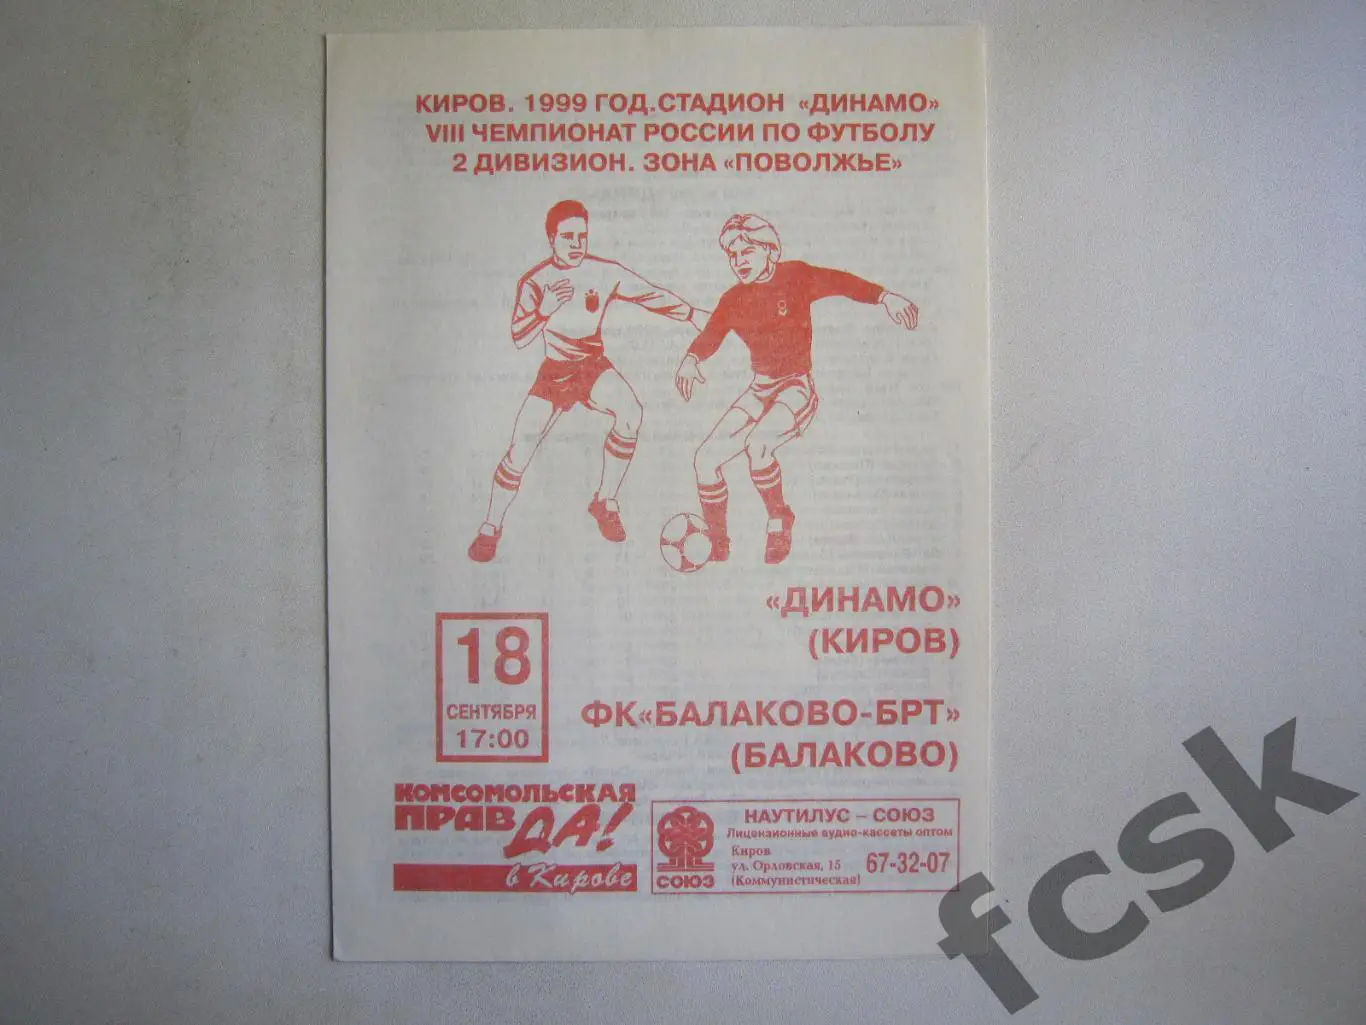 КИРОВ. 1999 ГОД.СТАДИОН «ДИНАМО»
VIII ЧЕМПИОНАТ РОССИИ ПО ФУТБОЛУ
2 ДИВИЗИОН. ЗОНА «ПОВОЛЖЬЕ»
«ДИНАМО»
(КИРОВ)
18
СЕНТЯБРЯ
17:00
ФК«БАЛАКОВО-БРТ»
(БАЛАКОВО)
КОМСОМОЛЬСКАЯ
ПРАВДА!
в Кирове
СОЮЗ
НАУТИЛУС – СОЮЗ
Лицензионные аудио-кассеты оптом
Киров
ул. Орловская, 15
(Коммунистическая)
67-32-07
fcsk